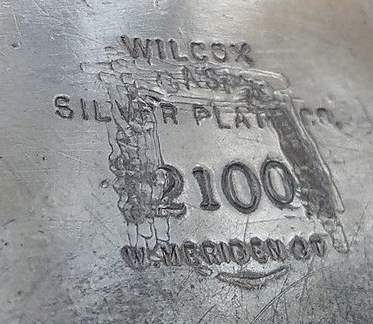 WILCOX
SILVER PLATE CO.
2100
W. MERIDEN CT